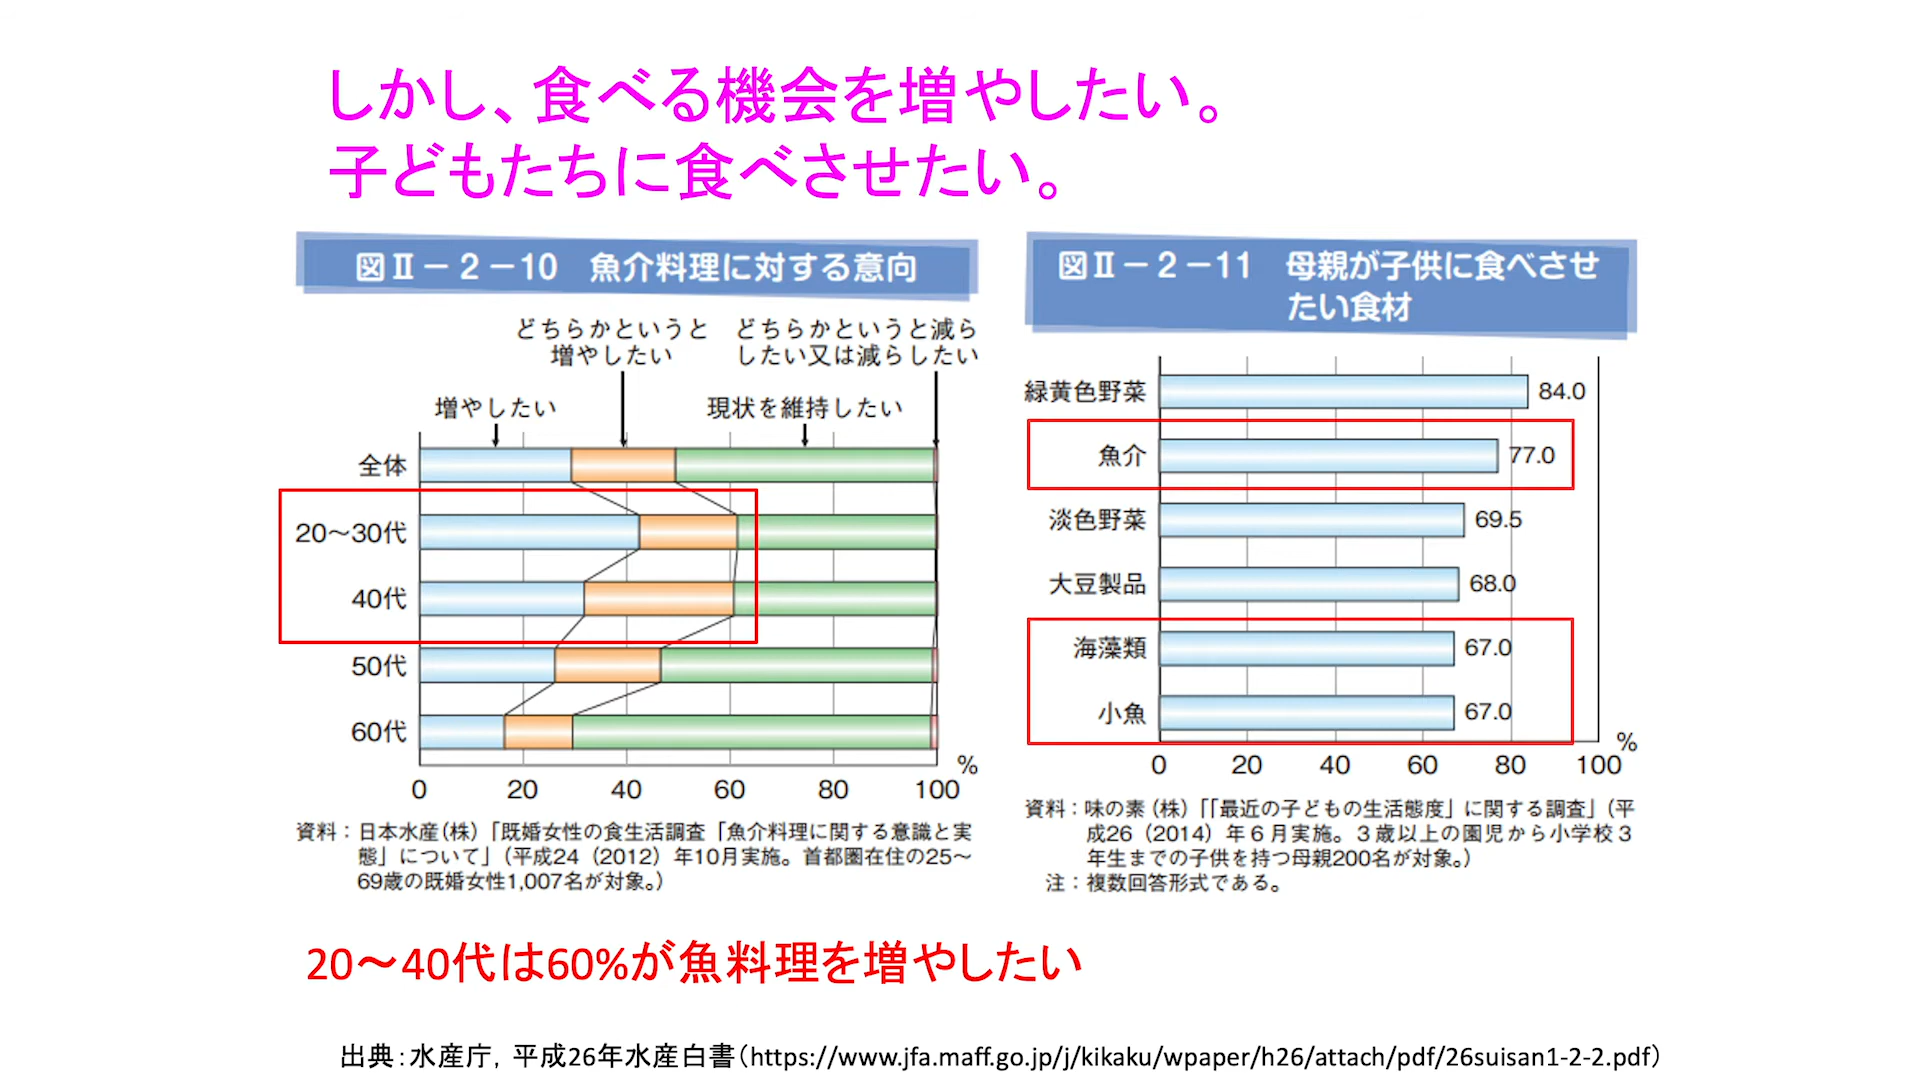 しかし、食べる機会を増やしたい。
子どもたちに食べさせたい。
図Ⅱ－２－10　魚介料理に対する意向
どちらかというと
増やしたい
どちらかというと減ら
したい又は減らしたい
増やしたい
現状を維持したい
全体
20～30代
40代
50代
60代
%
0 20 40 60 80 100
資料：日本水産（株）「既婚女性の食生活調査「魚介料理に関する意識と実
態」について」（平成24（2012）年10月実施。首都圏在住の25～
69歳の既婚女性1,007名が対象。）
図Ⅱ－２－11　母親が子供に食べさせ
たい食材
緑黄色野菜 84.0
魚介 77.0
淡色野菜 69.5
大豆製品 68.0
海藻類 67.0
小魚 67.0
%
0 20 40 60 80 100
資料：味の素（株）「「最近の子どもの生活態度」に関する調査」（平
成26（2014）年６月実施。３歳以上の園児から小学校３
年生までの子供を持つ母親200名が対象。）
注：複数回答形式である。
20～40代は60%が魚料理を増やしたい
出典：水産庁，平成26年水産白書（https://www.jfa.maff.go.jp/j/kikaku/wpaper/h26/attach/pdf/26suisan1-2-2.pdf）